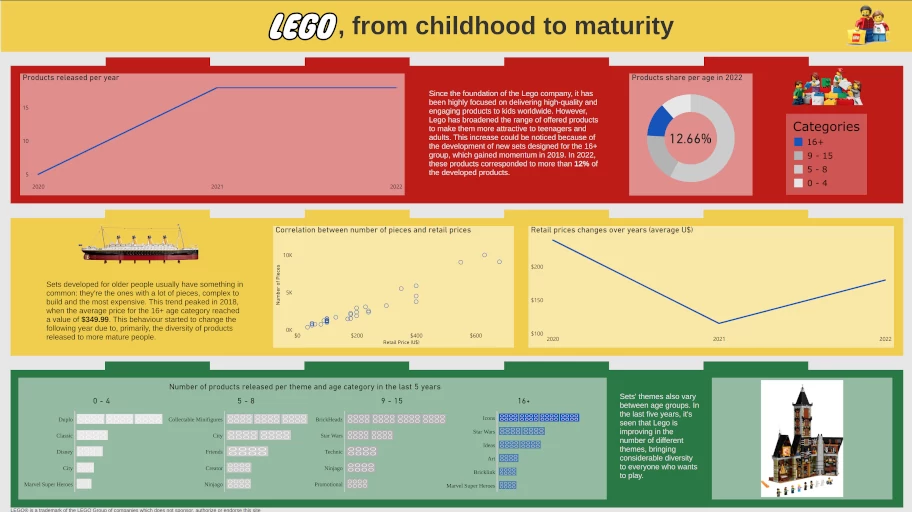 LEGO, from childhood to maturity
Products released per year
15
10
5
2020
2021
2022
Since the foundation of the Lego company, it has
been highly focused on delivering high-quality and
engaging products to kids worldwide. However,
Lego has broadened the range of offered products
to make them more attractive to teenagers and
adults. This increase could be noticed because of
the development of new sets designed for the 16+
group, which gained momentum in 2019. In 2022,
these products corresponded to more than 12% of
the developed products.
Products share per age in 2022
12.66%
Categories
16+
9 - 15
5 - 8
0 - 4
Sets developed for older people usually have something in
common: they're the ones with a lot of pieces, complex to
build and the most expensive. This trend peaked in 2018,
when the average price for the 16+ age category reached
a value of $349.99. This behaviour started to change the
following year due to, primarily, the diversity of products
released to more mature people.
Correlation between number of pieces and retail prices
Number of Pieces
10K
5K
0K
$0
$200
$400
$600
Retail Price (U$)
Retail prices changes over years (average U$)
$200
$150
$100
2020
2021
2022
Number of products released per theme and age category in the last 5 years
0 - 4
Duplo
Classic
Disney
City
Marvel Super Heroes
5 - 8
Collectable Minifigures
City
Friends
Creator
Ninjago
9 - 15
BrickHeadz
Star Wars
Technic
Ninjago
Promotional
16+
Icons
Star Wars
Ideas
Art
Bricklink
Marvel Super Heroes
Sets' themes also vary
between age groups. In
the last five years, it's
seen that Lego is
improving in the
number of different
themes, bringing
considerable diversity
to everyone who wants
to play.
LEGO® is a trademark of the LEGO Group of companies which does not sponsor, authorize or endorse this site